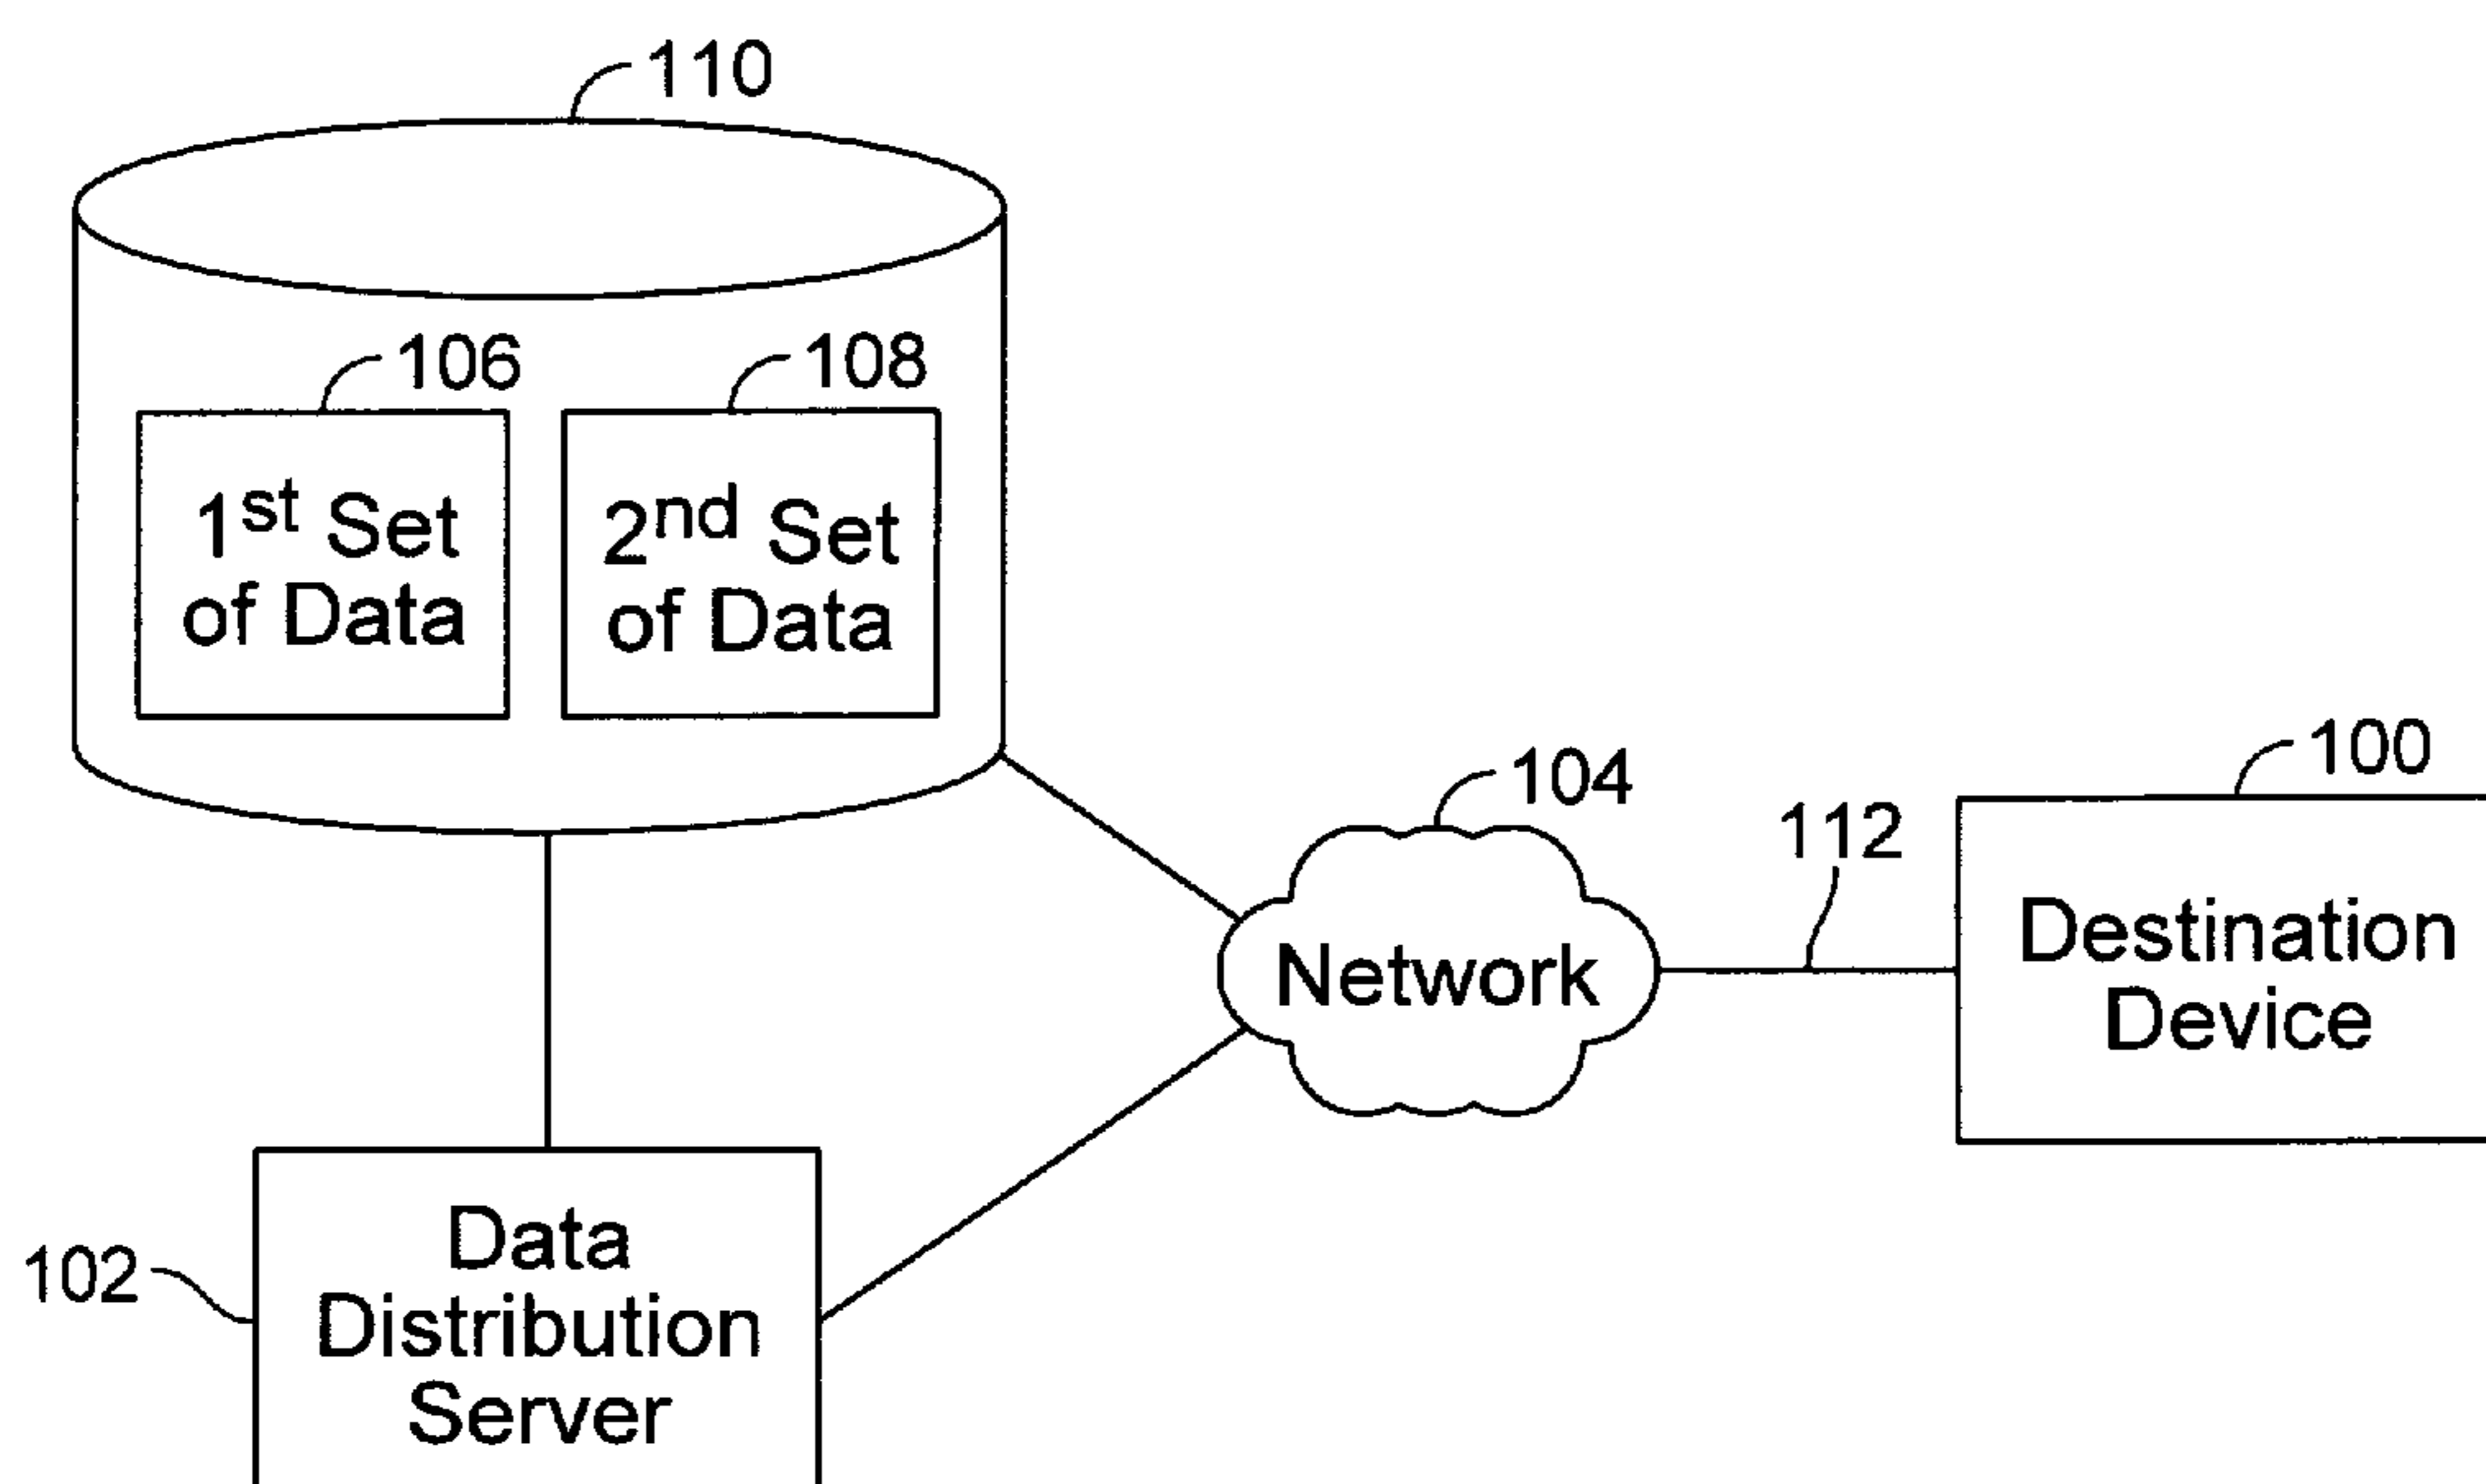 110
106
108
1st Set
of Data
2nd Set
of Data
104
100
112
Network
Destination
Device
102
Data
Distribution
Server